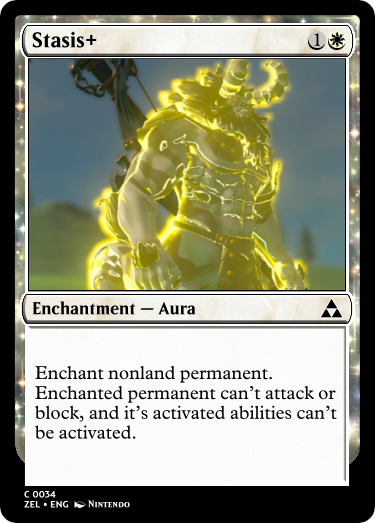 Stasis+ 1
Enchantment — Aura
Enchant nonland permanent.
Enchanted permanent can't attack or
block, and it's activated abilities can't
be activated.
C 0034
ZEL • ENG Nintendo